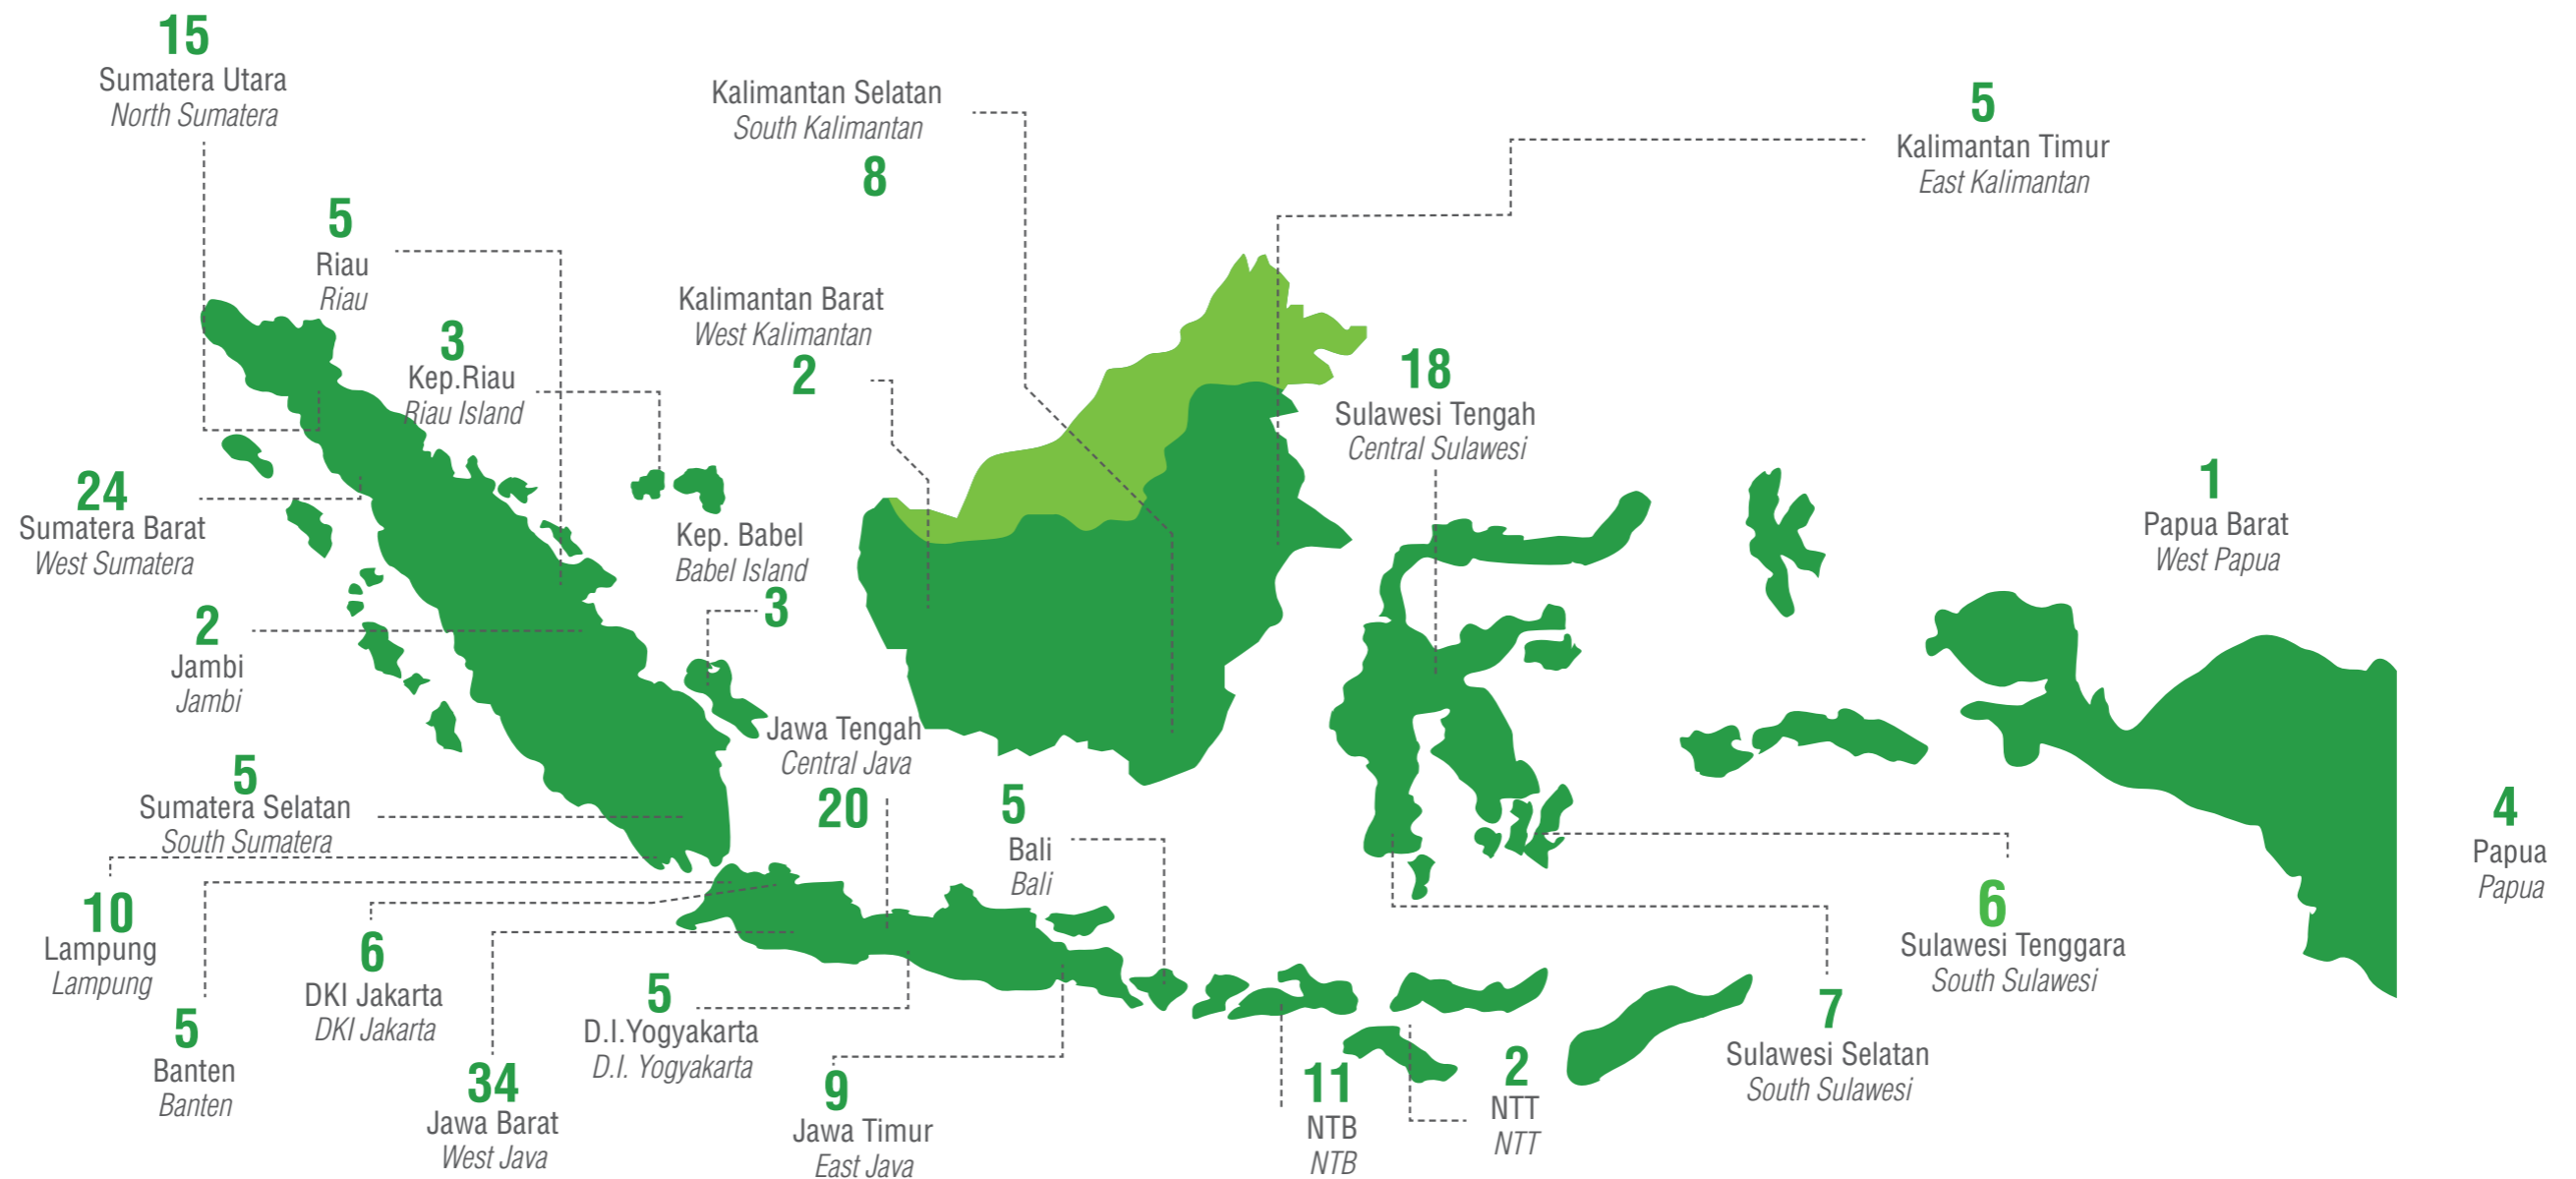 15
Sumatera Utara
North Sumatera
Kalimantan Selatan
South Kalimantan
8
5
Kalimantan Timur
East Kalimantan
5
Riau
Riau
Kalimantan Barat
West Kalimantan
2
3
Kep.Riau
Riau Island
18
Sulawesi Tengah
Central Sulawesi
24
Sumatera Barat
West Sumatera
1
Papua Barat
West Papua
Kep. Babel
Babel Island
3
2
Jambi
Jambi
Jawa Tengah
Central Java
20
5
Sumatera Selatan
South Sumatera
5
Bali
Bali
4
Papua
Papua
10
Lampung
Lampung
6
DKI Jakarta
DKI Jakarta
6
Sulawesi Tenggara
South Sulawesi
5
Banten
Banten
5
D.I.Yogyakarta
D.I. Yogyakarta
7
Sulawesi Selatan
South Sulawesi
34
Jawa Barat
West Java
9
Jawa Timur
East Java
11
NTB
NTB
2
NTT
NTT